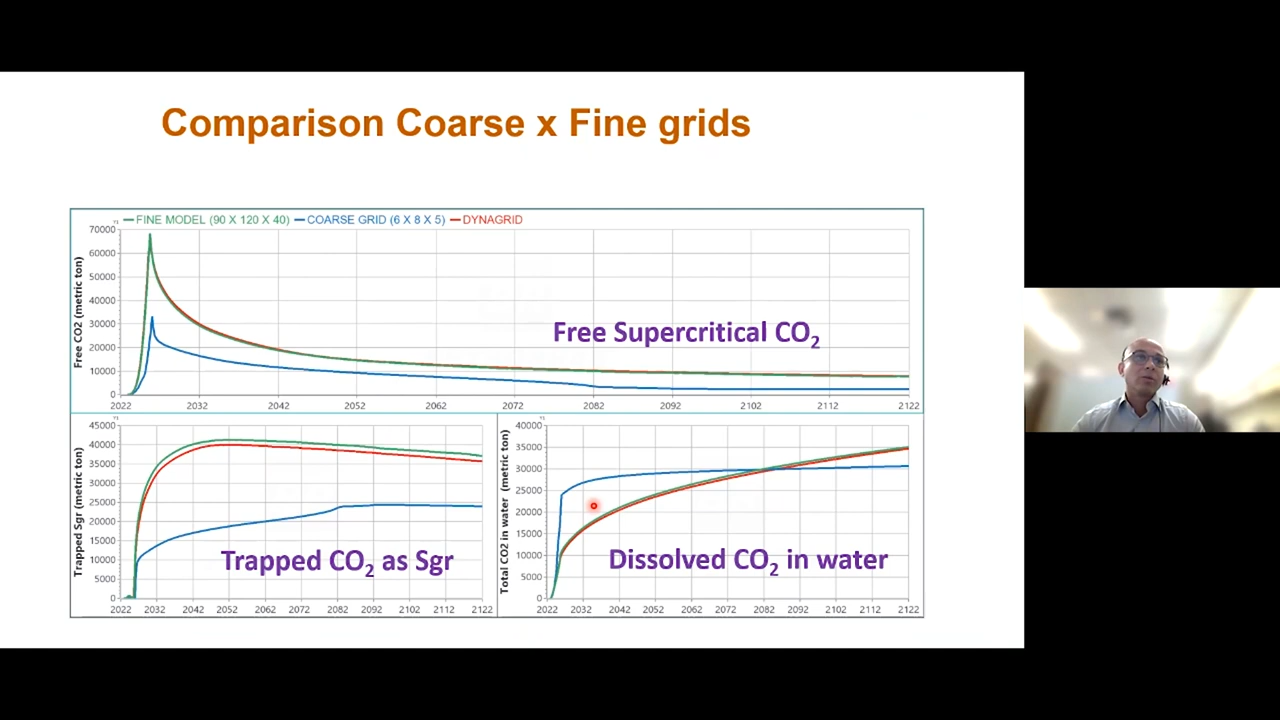 Comparison Coarse x Fine grids
FINE MODEL (90 X 120 X 40) COARSE GRID (6 X 8 X 5) DYNAGRID
Y1
Free CO2 (metric ton)
70000
60000
50000
40000
30000
20000
10000
0
2022 2032 2042 2052 2062 2072 2082 2092 2102 2112 2122
Free Supercritical CO2
Y1
Trapped Sgr (metric ton)
45000
40000
35000
30000
25000
20000
15000
10000
5000
0
2022 2032 2042 2052 2062 2072 2082 2092 2102 2112 2122
Trapped CO2 as Sgr
Y1
Total CO2 in water (metric ton)
40000
35000
30000
25000
20000
15000
10000
5000
0
2022 2032 2042 2052 2062 2072 2082 2092 2102 2112 2122
Dissolved CO2 in water